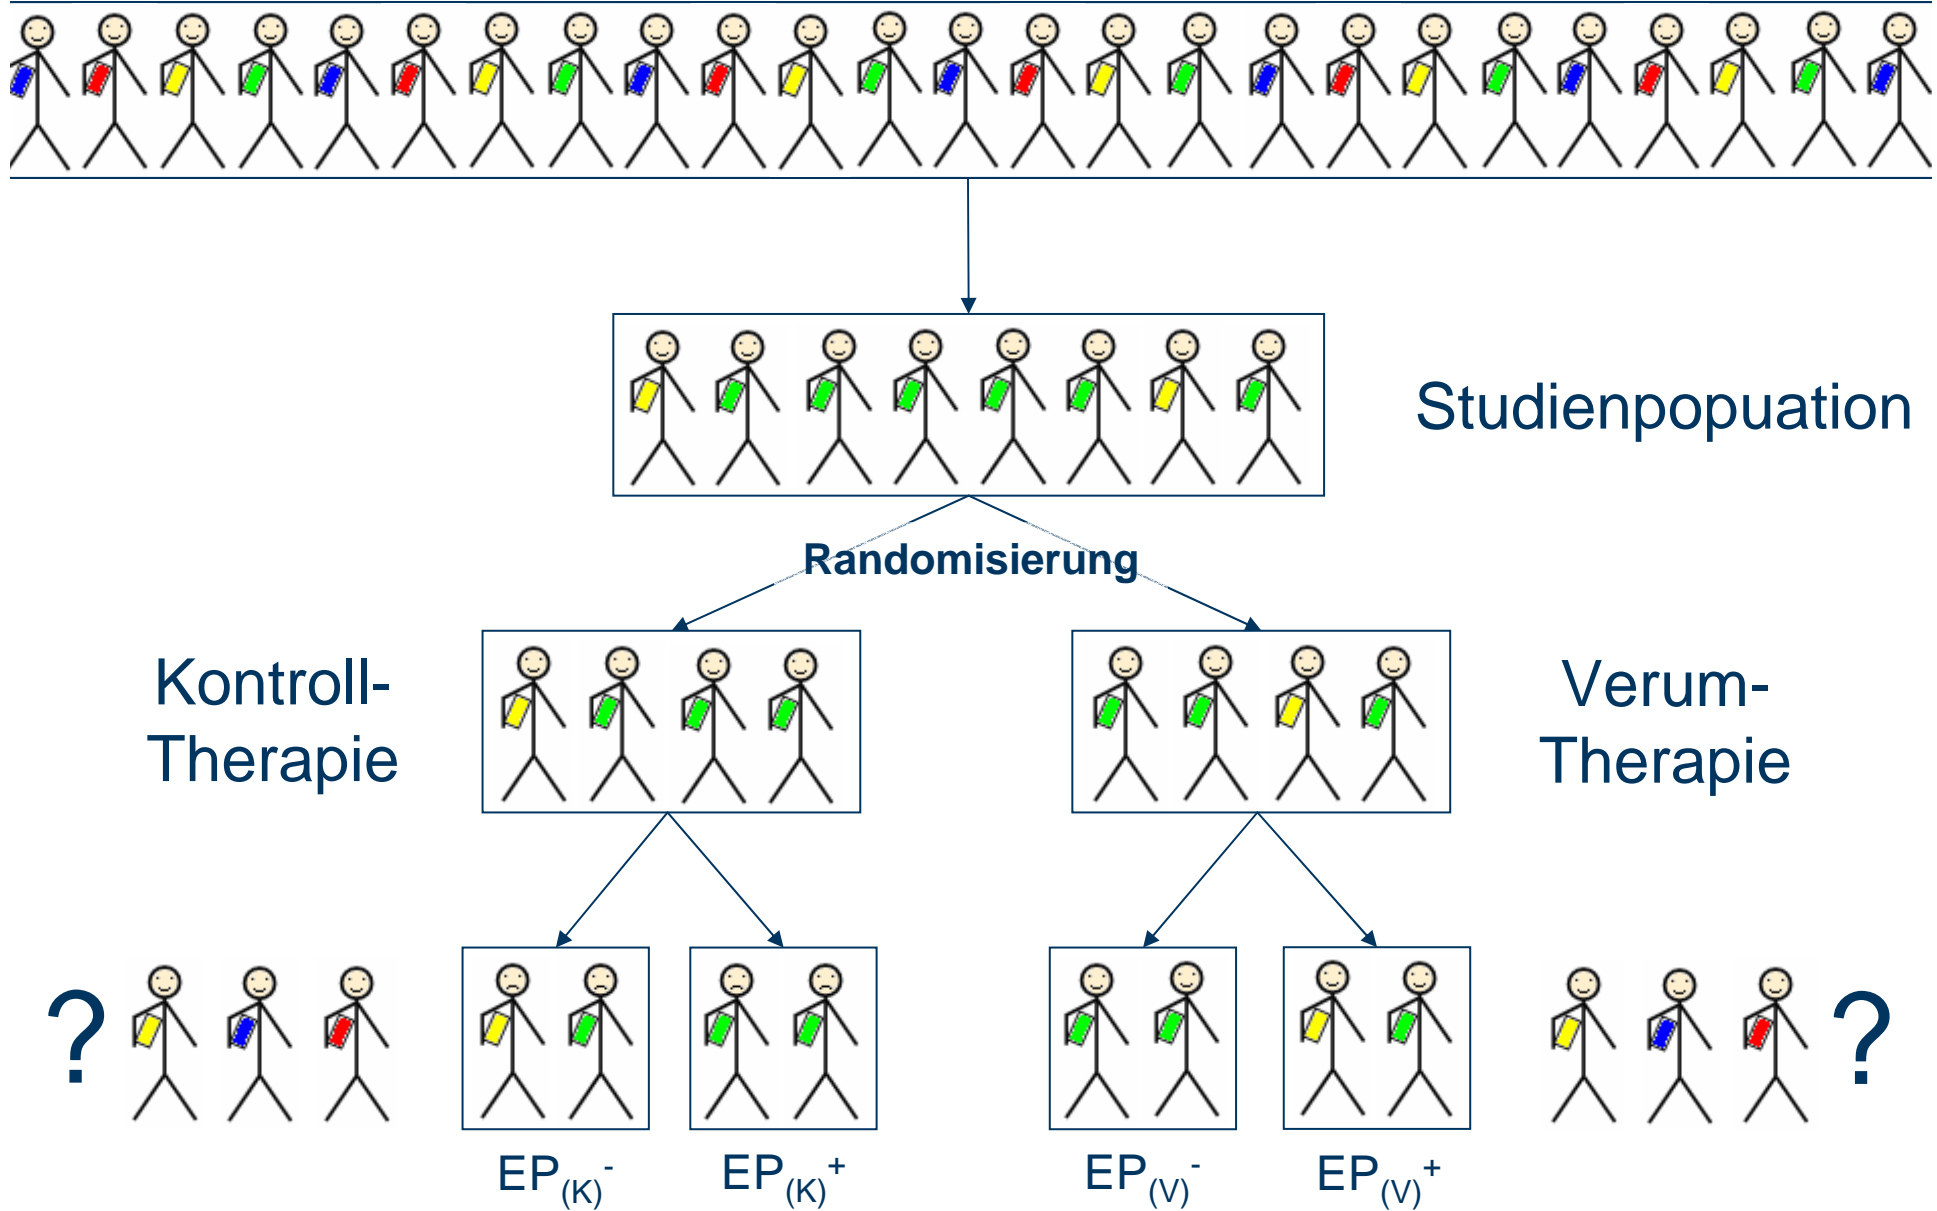 Studienpopuation
Randomisierung
Kontroll-
Therapie
Verum-
Therapie
?
?
EP(K)-
EP(K)+
EP(V)-
EP(V)+